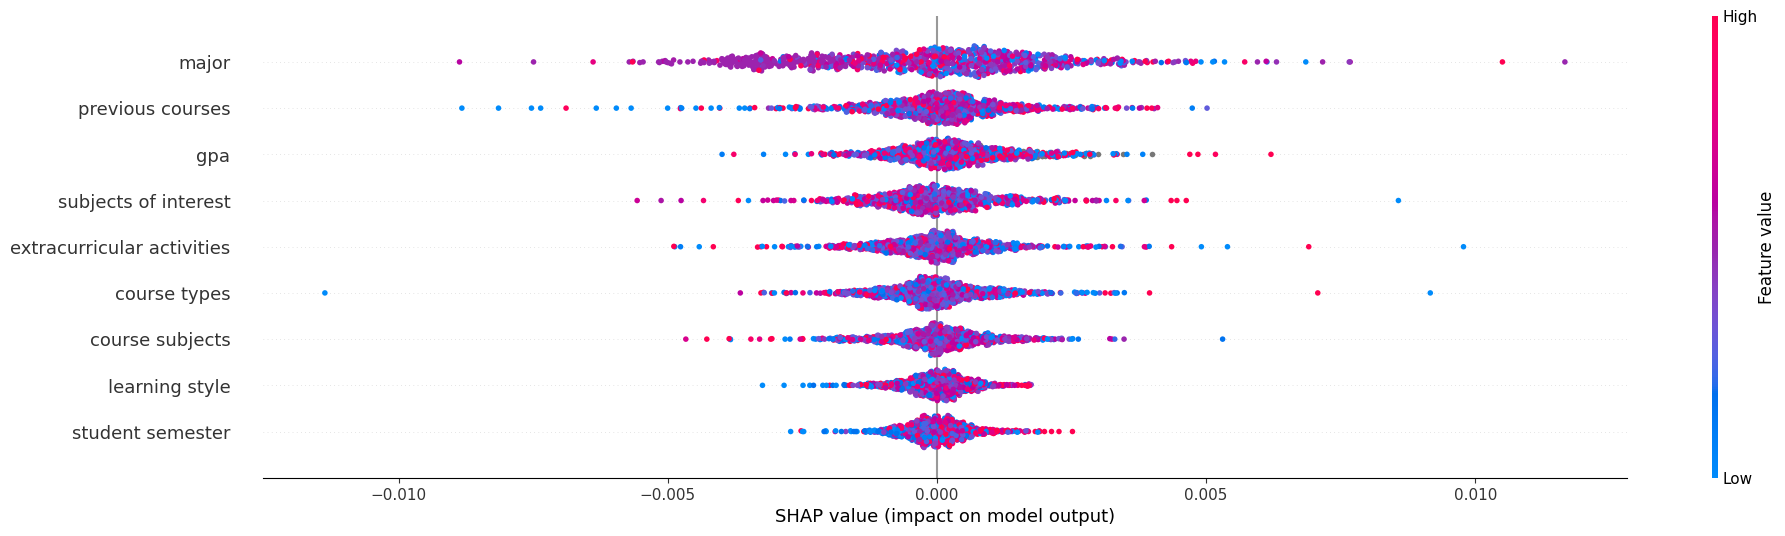 High
major
previous courses
gpa
subjects of interest
extracurricular activities
course types
course subjects
learning style
student semester
Feature value
Low
−0.010
−0.005
0.000
0.005
0.010
SHAP value (impact on model output)